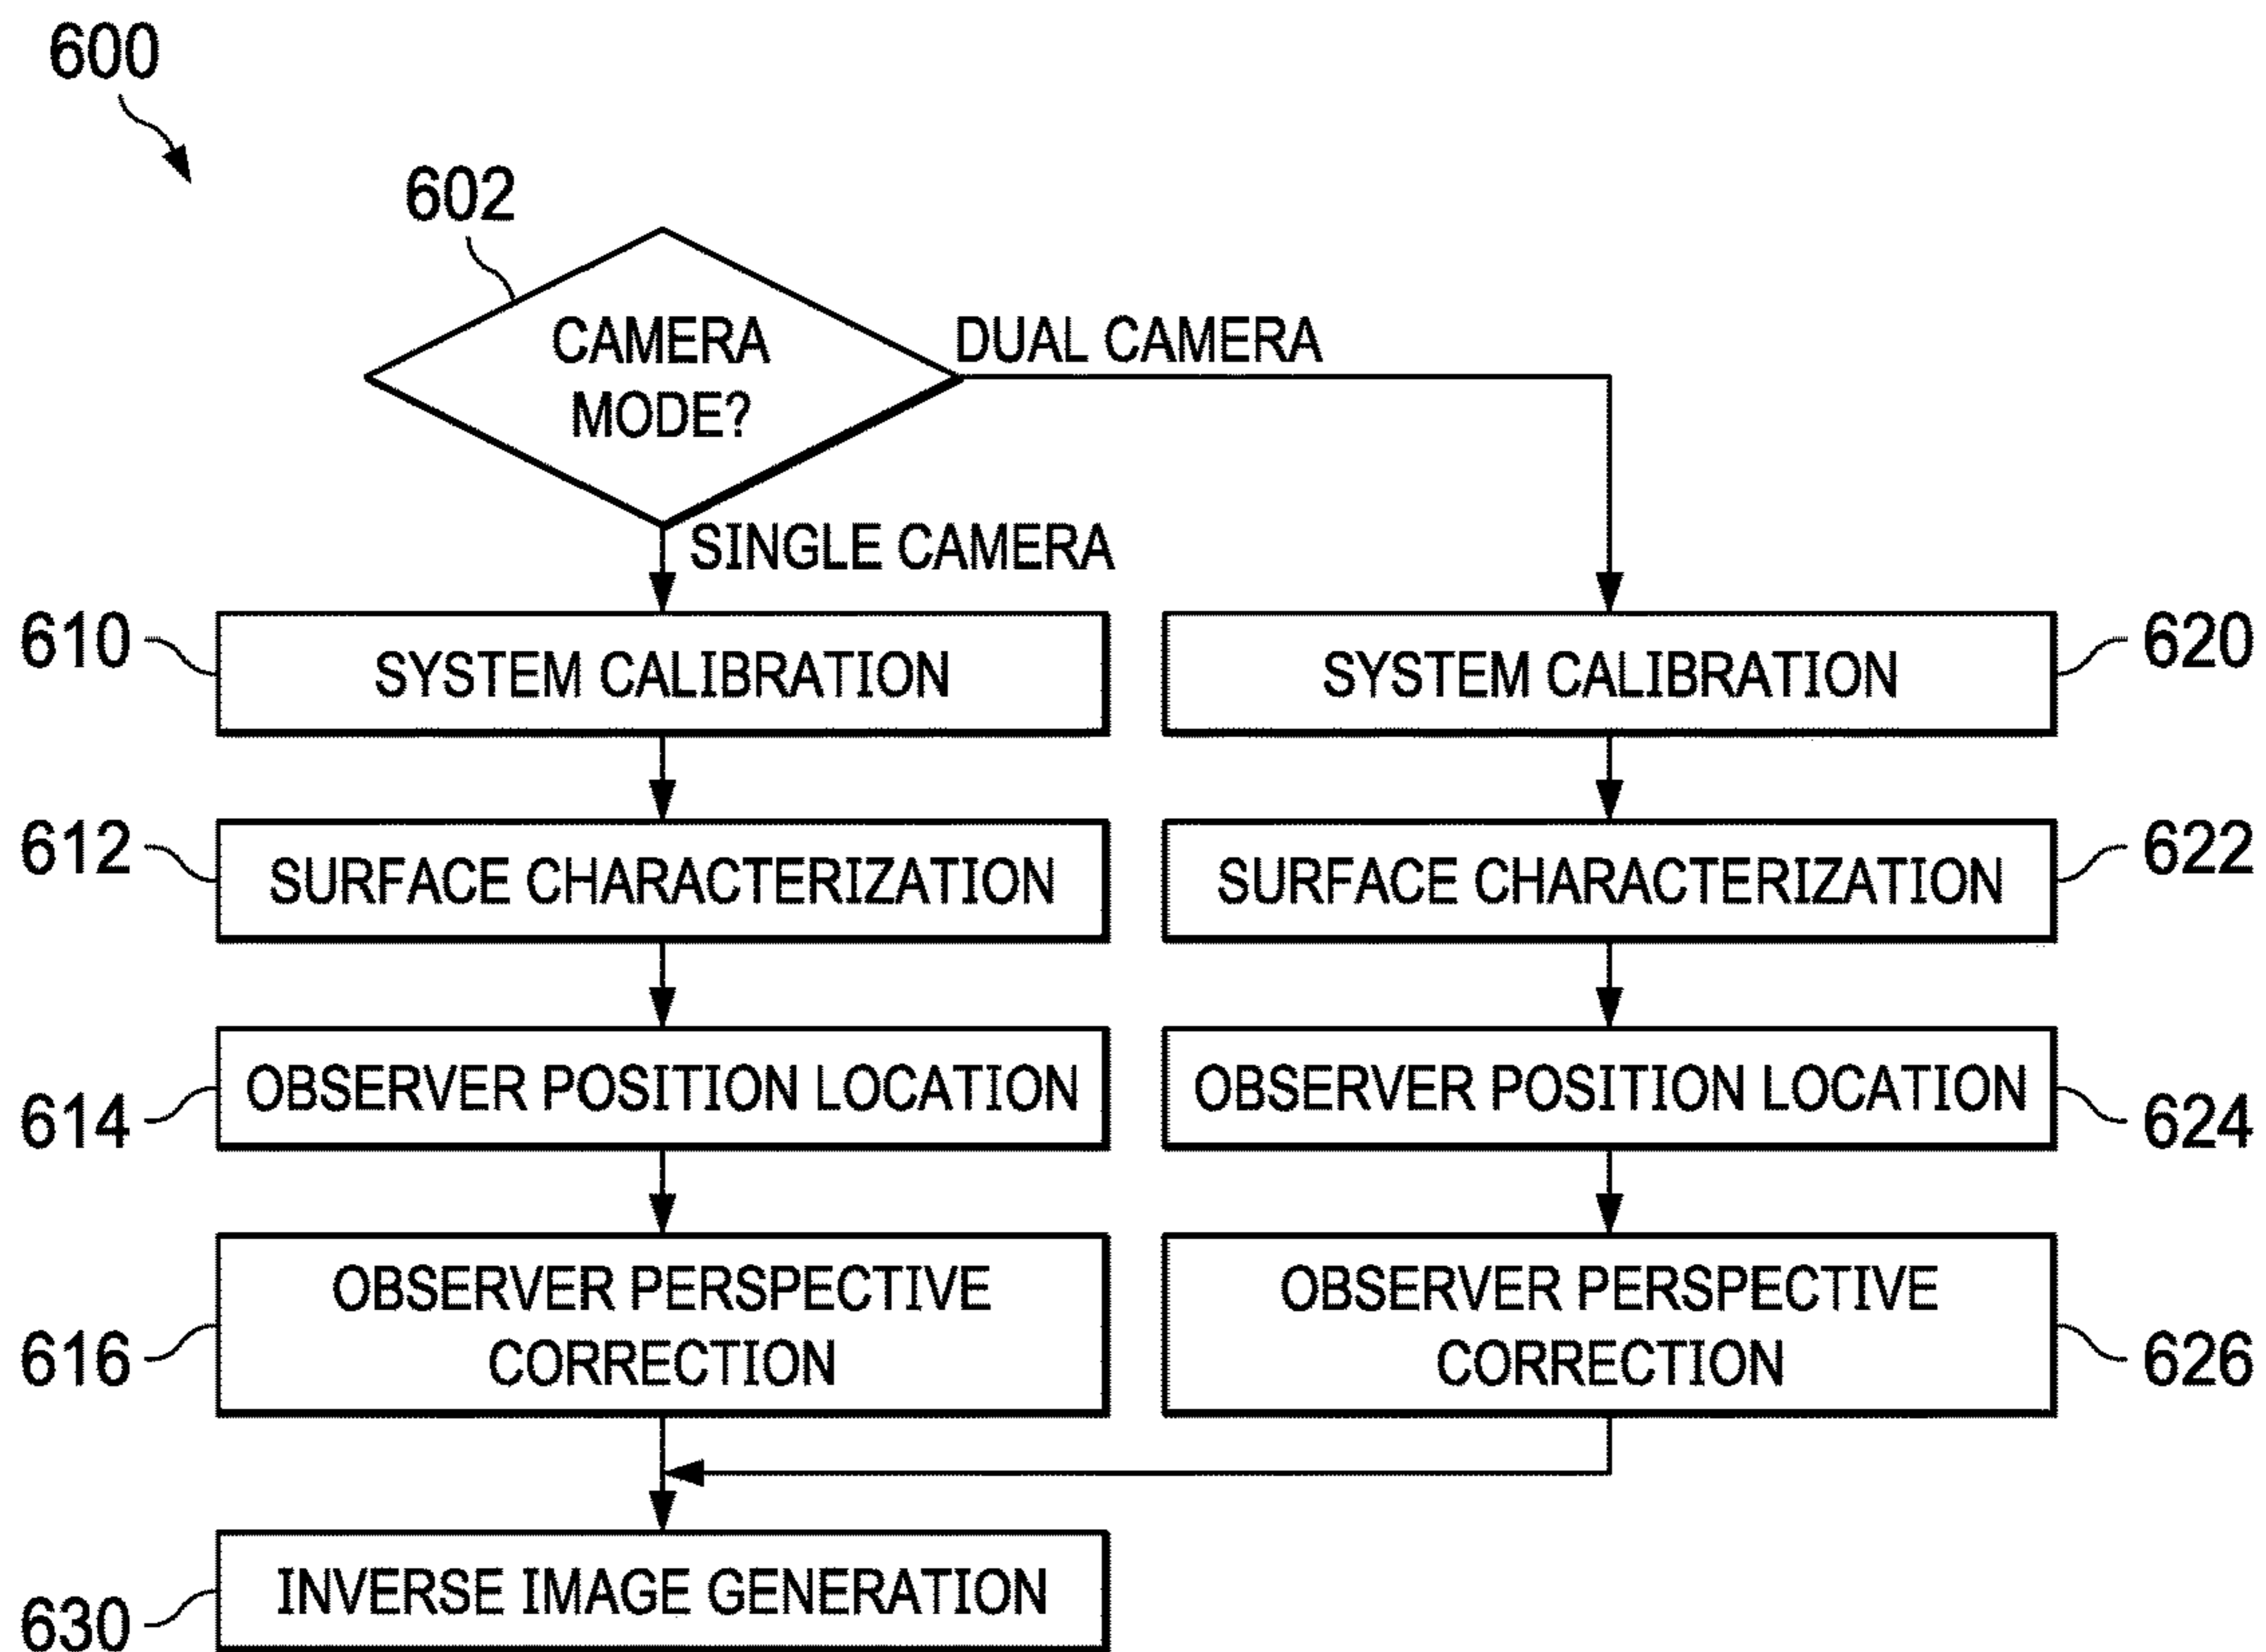 600
602
CAMERA
MODE?
DUAL CAMERA
SINGLE CAMERA
610
SYSTEM CALIBRATION
SYSTEM CALIBRATION
620
612
SURFACE CHARACTERIZATION
SURFACE CHARACTERIZATION
622
614
OBSERVER POSITION LOCATION
OBSERVER POSITION LOCATION
624
616
OBSERVER PERSPECTIVE
CORRECTION
OBSERVER PERSPECTIVE
CORRECTION
626
630
INVERSE IMAGE GENERATION